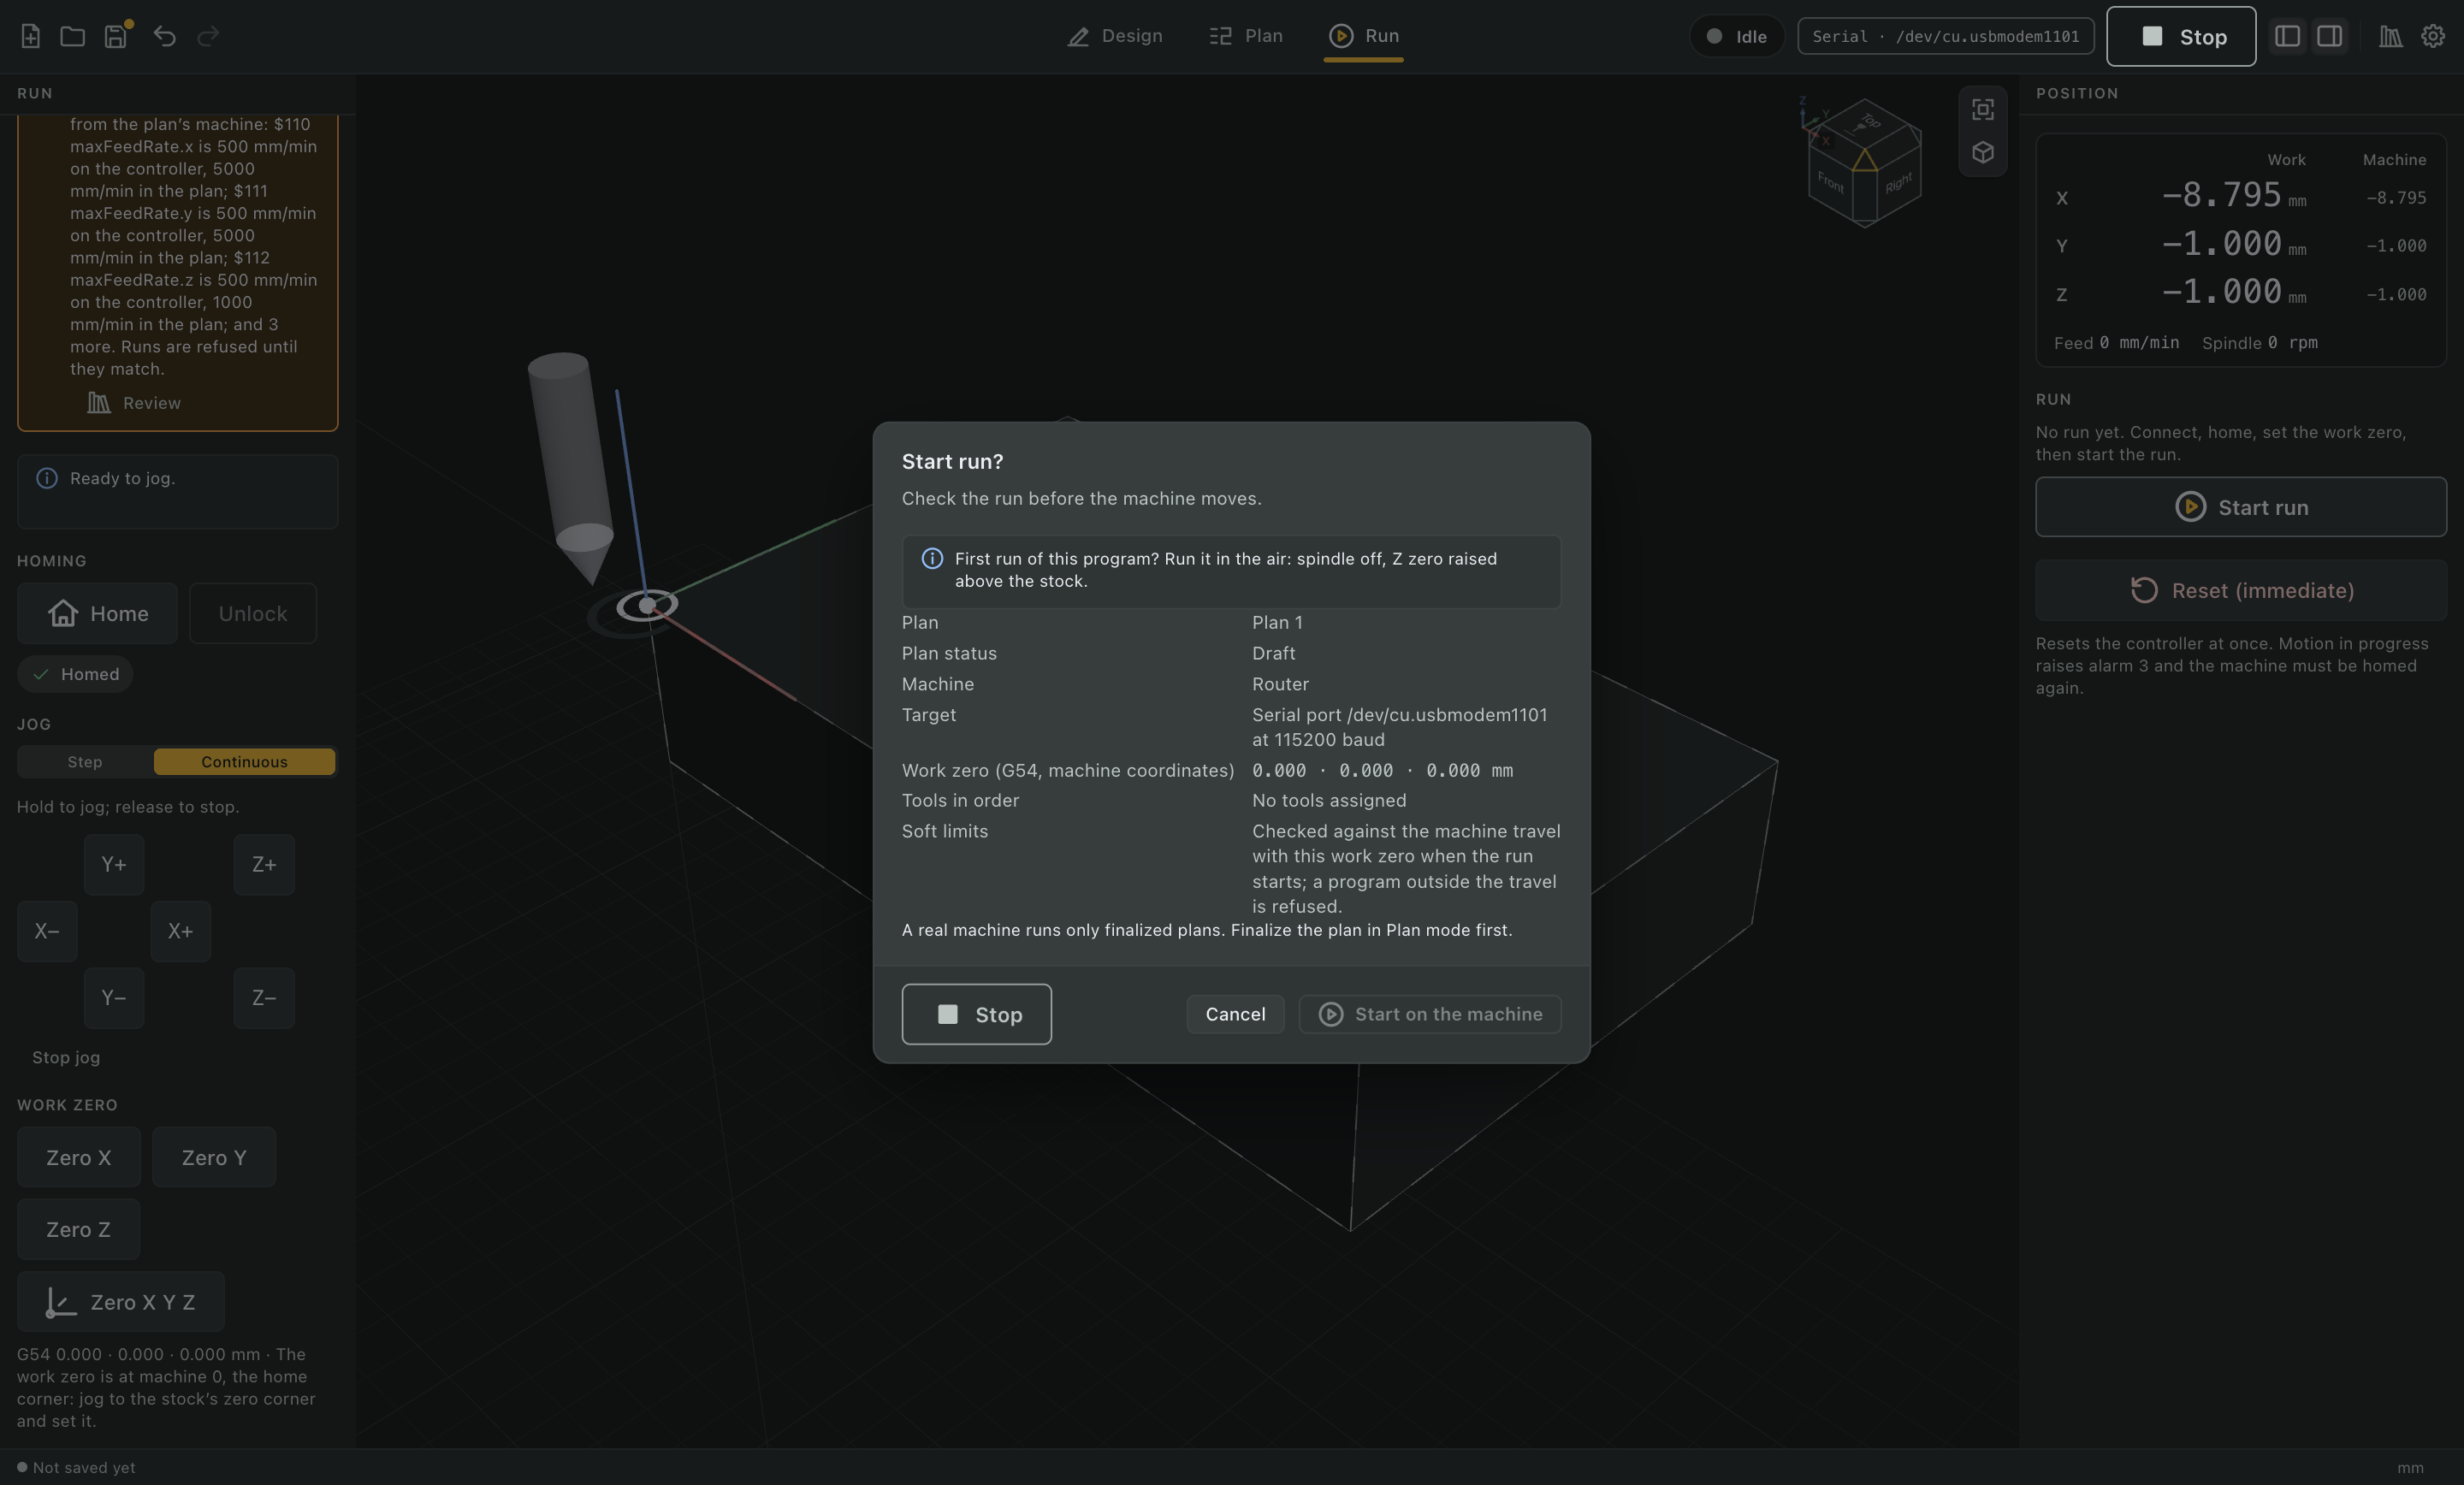 Design
Plan
Run
Idle
Serial · /dev/cu.usbmodem1101
Stop
RUN
from the plan’s machine: $110
maxFeedRate.x is 500 mm/min
on the controller, 5000
mm/min in the plan; $111
maxFeedRate.y is 500 mm/min
on the controller, 5000
mm/min in the plan; $112
maxFeedRate.z is 500 mm/min
on the controller, 1000
mm/min in the plan; and 3
more. Runs are refused until
they match.
Review
Ready to jog.
HOMING
Home
Unlock
Homed
JOG
Step
Continuous
Hold to jog; release to stop.
Y+
Z+
X−
X+
Y−
Z−
Stop jog
WORK ZERO
Zero X
Zero Y
Zero Z
Zero X Y Z
G54 0.000 · 0.000 · 0.000 mm · The
work zero is at machine 0, the home
corner: jog to the stock’s zero corner
and set it.
Z
Y
X
Top
Front
Right
Start run?
Check the run before the machine moves.
First run of this program? Run it in the air: spindle off, Z zero raised
above the stock.
Plan Plan 1
Plan status Draft
Machine Router
Target Serial port /dev/cu.usbmodem1101
at 115200 baud
Work zero (G54, machine coordinates) 0.000 · 0.000 · 0.000 mm
Tools in order No tools assigned
Soft limits Checked against the machine travel
with this work zero when the run
starts; a program outside the travel
is refused.
A real machine runs only finalized plans. Finalize the plan in Plan mode first.
Stop
Cancel
Start on the machine
POSITION
Work Machine
X −8.795 mm −8.795
Y −1.000 mm −1.000
Z −1.000 mm −1.000
Feed 0 mm/min Spindle 0 rpm
RUN
No run yet. Connect, home, set the work zero,
then start the run.
Start run
Reset (immediate)
Resets the controller at once. Motion in progress
raises alarm 3 and the machine must be homed
again.
Not saved yet
mm